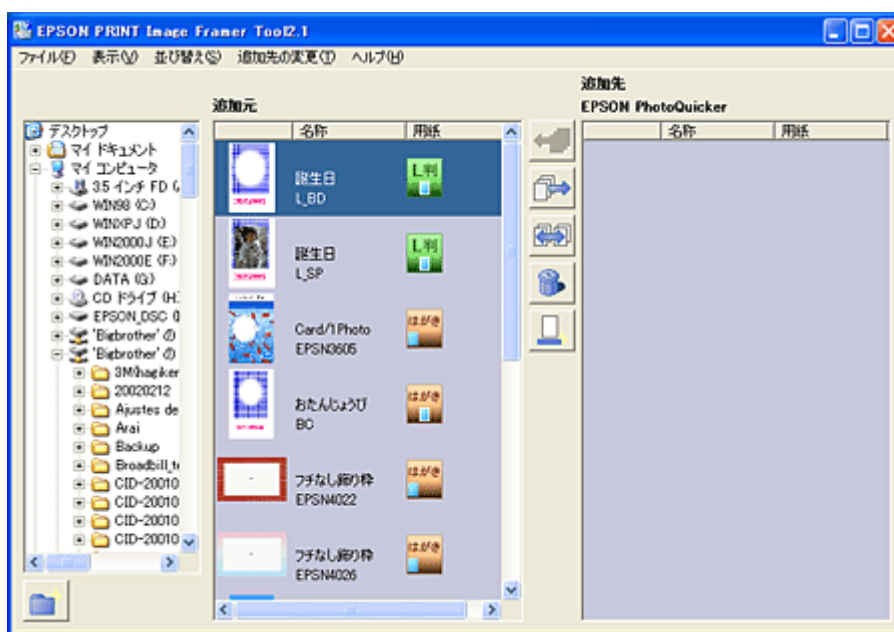 EPSON PRINT Image Framer Tool2.1
ファイル(F) 表示(V) 並び替え(S) 追加先の変更(T) ヘルプ(H)
追加元
追加先
EPSON PhotoQuicker
デスクトップ
マイ ドキュメント
マイ コンピュータ
3.5 インチ FD (
WIN98 (C:)
WINXPJ (D:)
WIN2000J (E:)
WIN2000E (F:)
DATA (G:)
CD ドライブ (H:
EPSON_DSC (I
'Bigbrother' の
'Bigbrother' の
3M/hagiker
20020212
Ajustes de
Arai
Backup
Broadbill_te
CID-20010
CID-20010
CID-20010
CID-20010
名称 用紙
誕生日
L_BD
L判
誕生日
L_SP
L判
Card/1Photo
EPSN3605
はがき
おたんじょうび
BC
はがき
フチなし飾り枠
EPSN4022
はがき
フチなし飾り枠
EPSN4026
はがき
名称 用紙